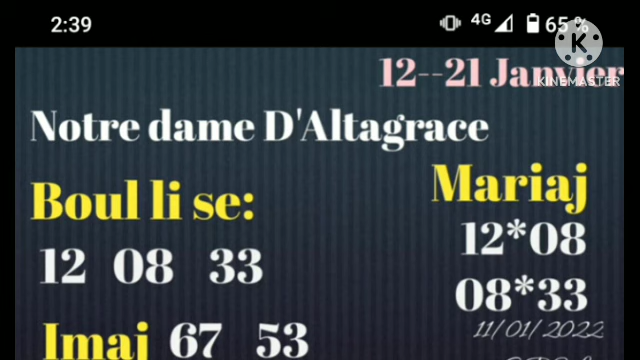 2:39 4G 65 %
K
KINEMASTER
12--21 Janvier
Notre dame D'Altagrace
Boul li se:
12 08 33
Mariaj
12*08
08*33
11/01/2022
Imaj 67 53